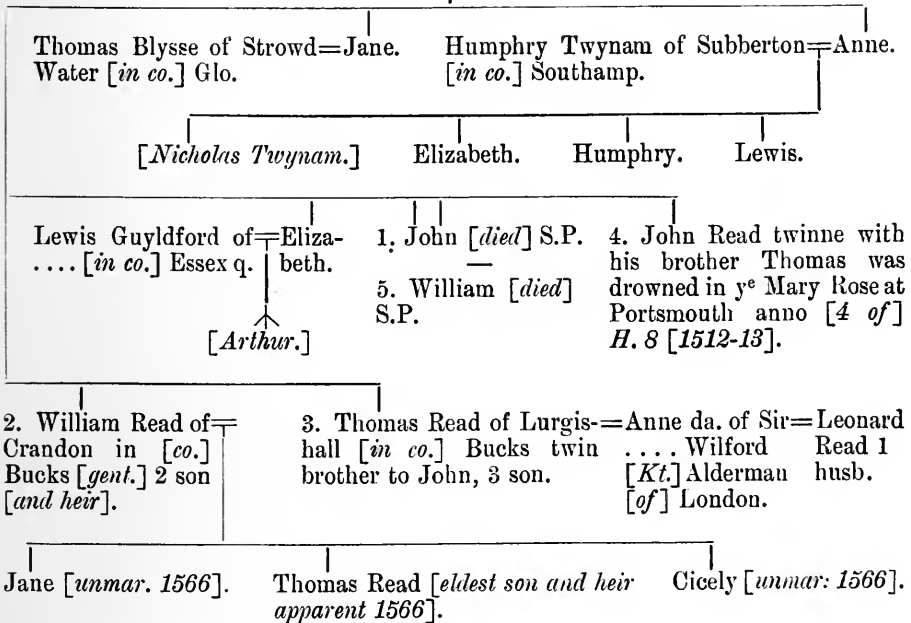 Thomas Blysse of Strowd=Jane. Humphry Twynam of Subberton=Anne.
Water [in co.] Glo. [in co.] Southamp.
[Nicholas Twynam.] Elizabeth. Humphry. Lewis.
Lewis Guyldford of=Eliza- 1. John [died] S.P. 4. John Read twinne with
.... [in co.] Essex q. beth. — his brother Thomas was
5. William [died] drowned in yᵉ Mary Rose at
S.P. Portsmouth anno [4 of]
[Arthur.] H. 8 [1512-13].
2. William Read of= 3. Thomas Read of Lurgis-=Anne da. of Sir=Leonard
Crandon in [co.] hall [in co.] Bucks twin .... Wilford Read 1
Bucks [gent.] 2 son brother to John, 3 son. [Kt.] Alderman husb.
[and heir]. [of] London.
Jane [unmar. 1566]. Thomas Read [eldest son and heir Cicely [unmar: 1566].
apparent 1566].